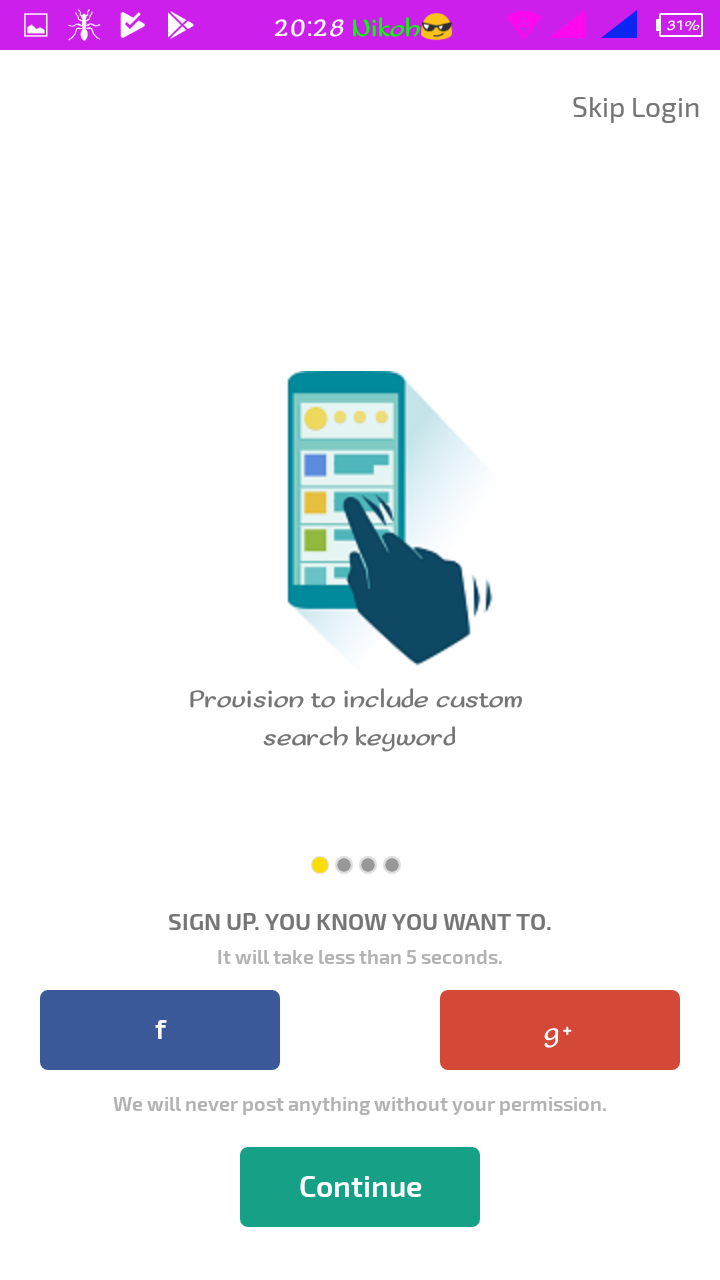 20:28 Nikoh😎 31%
Skip Login
Provision to include custom
search keyword
SIGN UP. YOU KNOW YOU WANT TO.
It will take less than 5 seconds.
f
g+
We will never post anything without your permission.
Continue